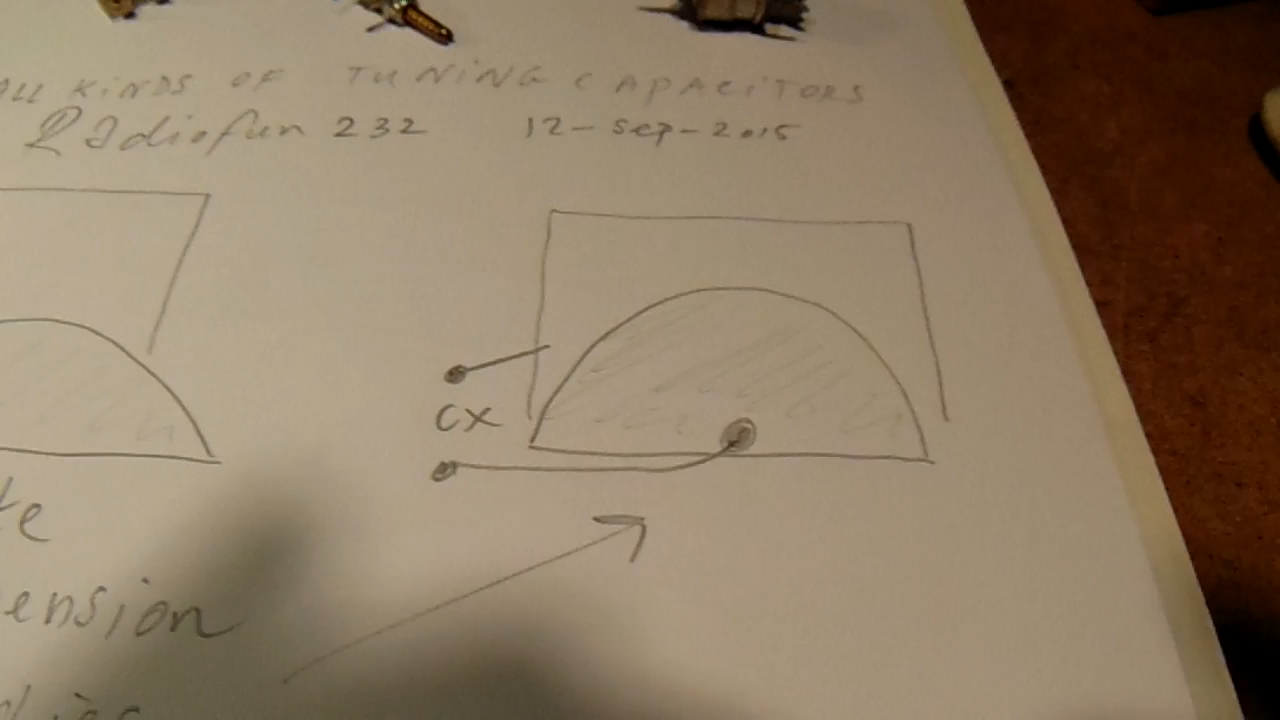 ALL KINDS OF TUNING CAPACITORS
Radiofun 232 12-Sep-2015
CX
te
ension